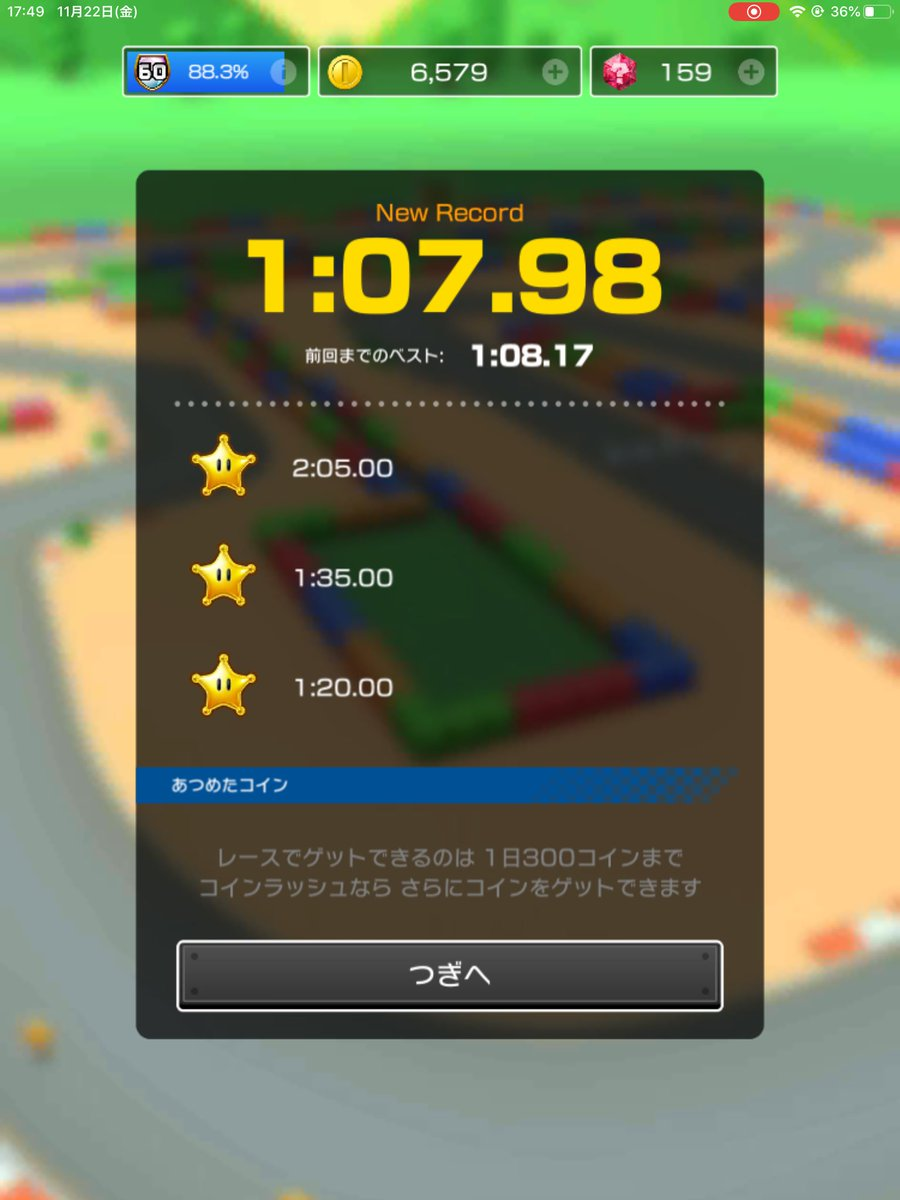 17:49 11月22日(金) 36%
60 88.3% i 6,579 + ? 159 +
New Record
1:07.98
前回までのベスト: 1:08.17
2:05.00
1:35.00
1:20.00
あつめたコイン
レースでゲットできるのは 1日300コインまで
コインラッシュなら さらにコインをゲットできます
つぎへ